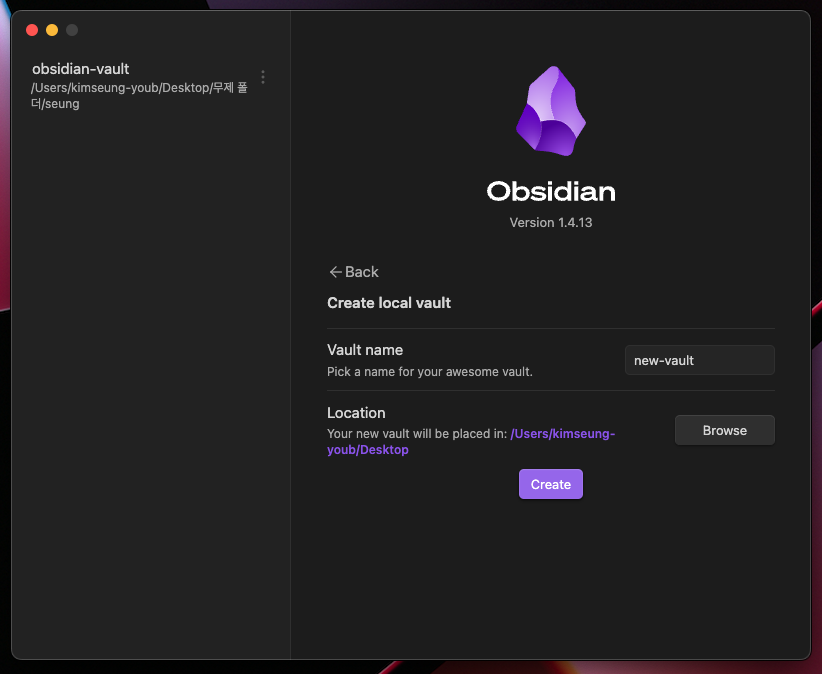 obsidian-vault
/Users/kimseung-youb/Desktop/무제 폴
더/seung
Obsidian
Version 1.4.13
Back
Create local vault
Vault name
Pick a name for your awesome vault.
new-vault
Location
Your new vault will be placed in: /Users/kimseung-
youb/Desktop
Browse
Create